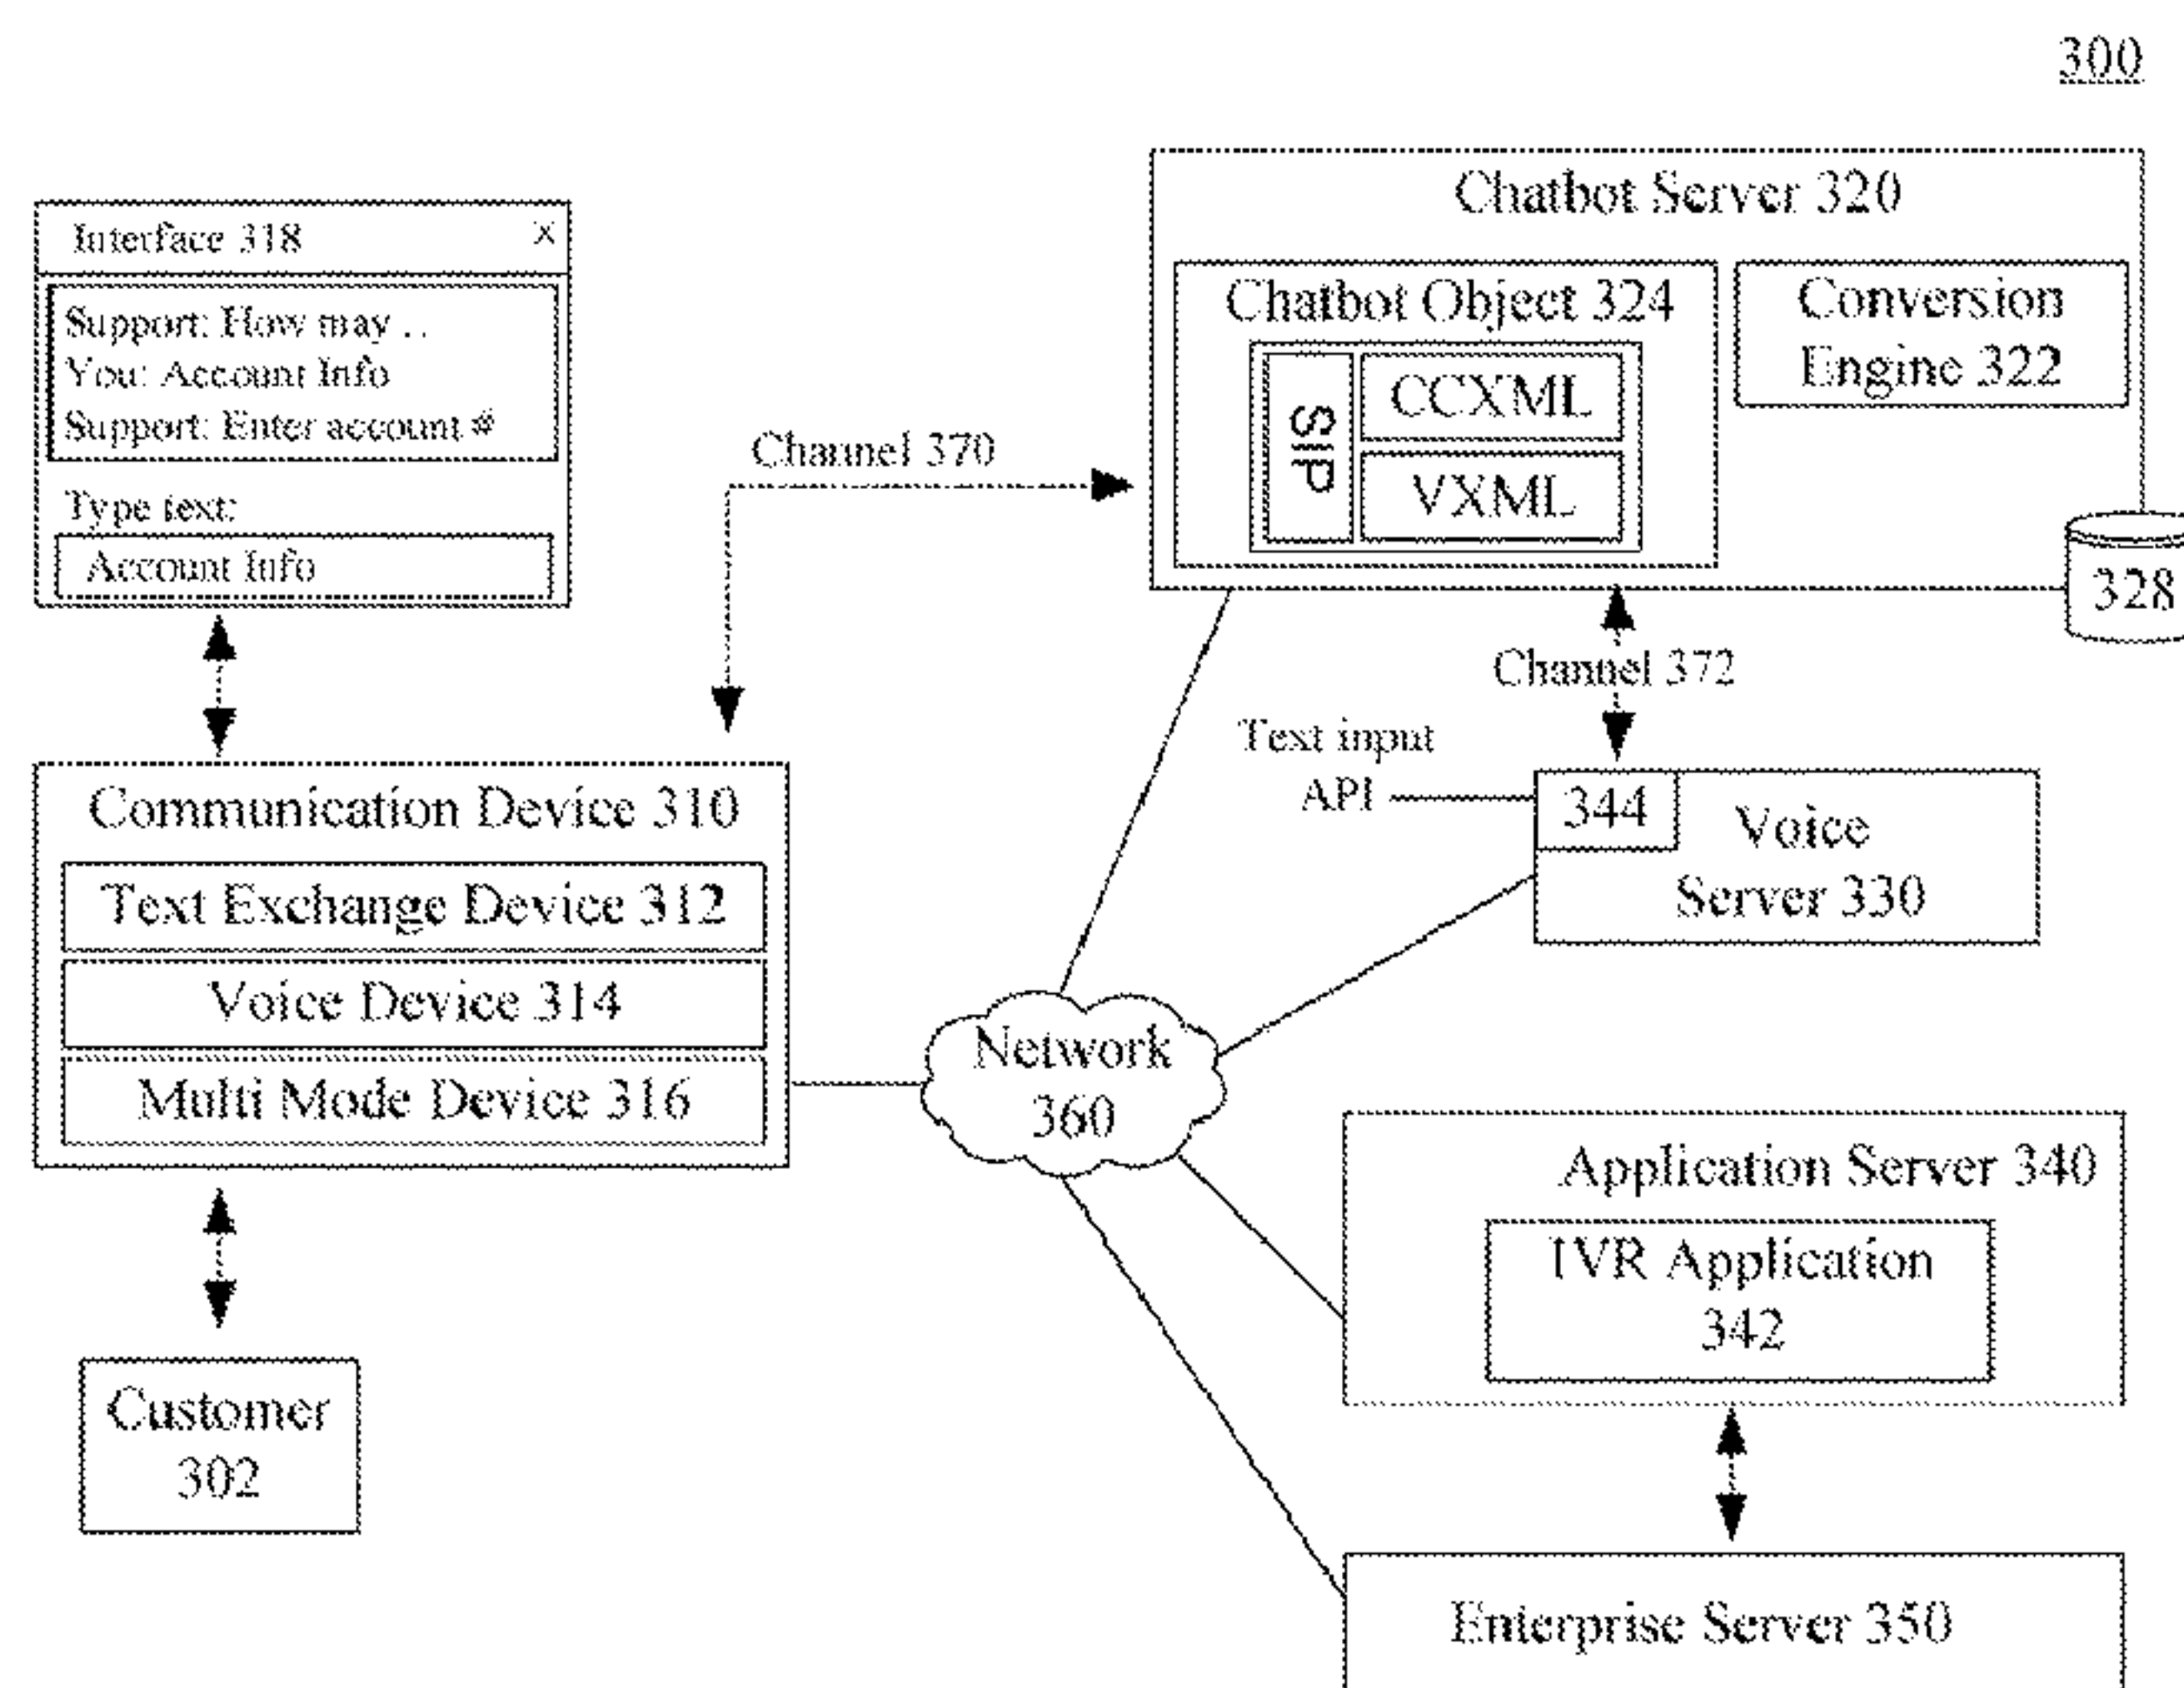 300
Interface 318 X
Support: How may ..
You: Account Info
Support: Enter account #
Type text:
Account Info
Channel 370
Chatbot Server 320
Chatbot Object 324
SIP
CCXML
VXML
Conversion
Engine 322
328
Channel 372
Text input
API
344
Voice
Server 330
Communication Device 310
Text Exchange Device 312
Voice Device 314
Multi Mode Device 316
Network
360
Application Server 340
IVR Application
342
Customer
302
Enterprise Server 350